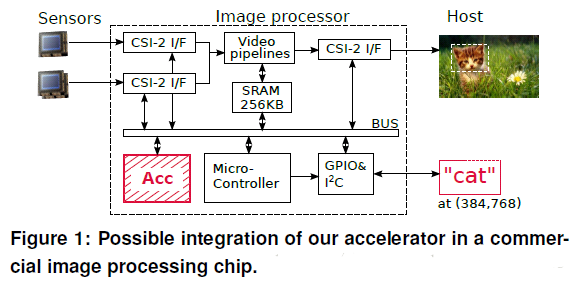 Sensors
Image processor
Host
CSI-2 I/F
Video
pipelines
CSI-2 I/F
CSI-2 I/F
SRAM
256KB
BUS
Acc
Micro-
Controller
GPIO&
I²C
"cat"
at (384,768)
Figure 1: Possible integration of our accelerator in a commer-
cial image processing chip.